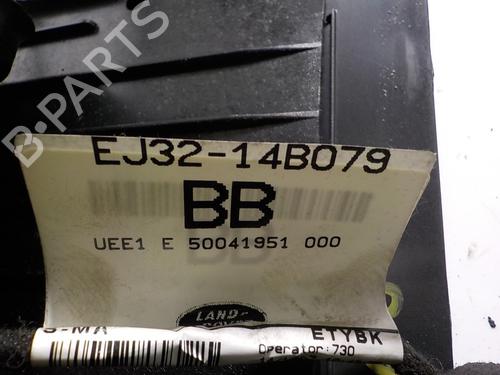 B-PARTS
EJ32-14B079
BB
UEE1 E 50041951 000
LAND-
ETYBK
Operator:730